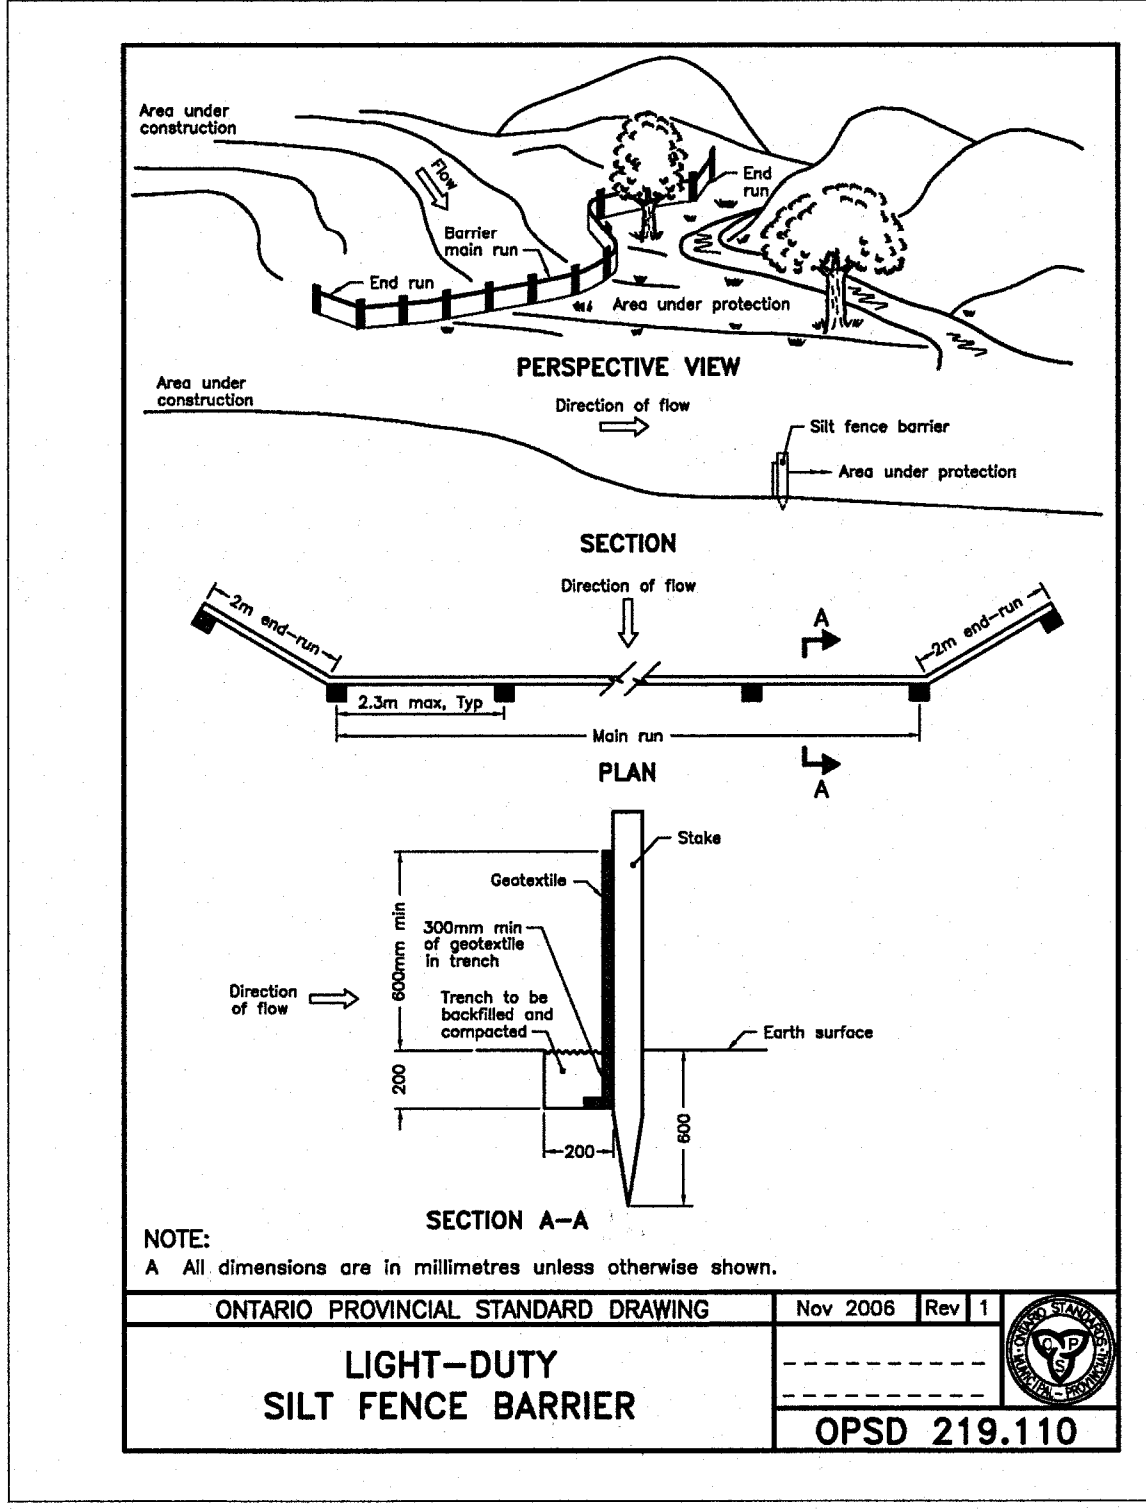 Area under
construction
Flow
End
run
Barrier
main run
End run
Area under protection
PERSPECTIVE VIEW
Area under
construction
Direction of flow
Silt fence barrier
Area under protection
SECTION
Direction of flow
2m end-run
A
2m end-run
2.3m max, Typ
Main run
PLAN
A
Stake
Geotextile
300mm min
of geotextile
in trench
600mm min
Direction
of flow
Trench to be
backfilled and
compacted
Earth surface
200
600
200
SECTION A-A
NOTE:
A All dimensions are in millimetres unless otherwise shown.
ONTARIO PROVINCIAL STANDARD DRAWING
Nov 2006 Rev 1
LIGHT-DUTY
SILT FENCE BARRIER
ONTARIO STANDARDS
MUNICIPAL - PROVINCIAL
O P S
OPSD 219.110